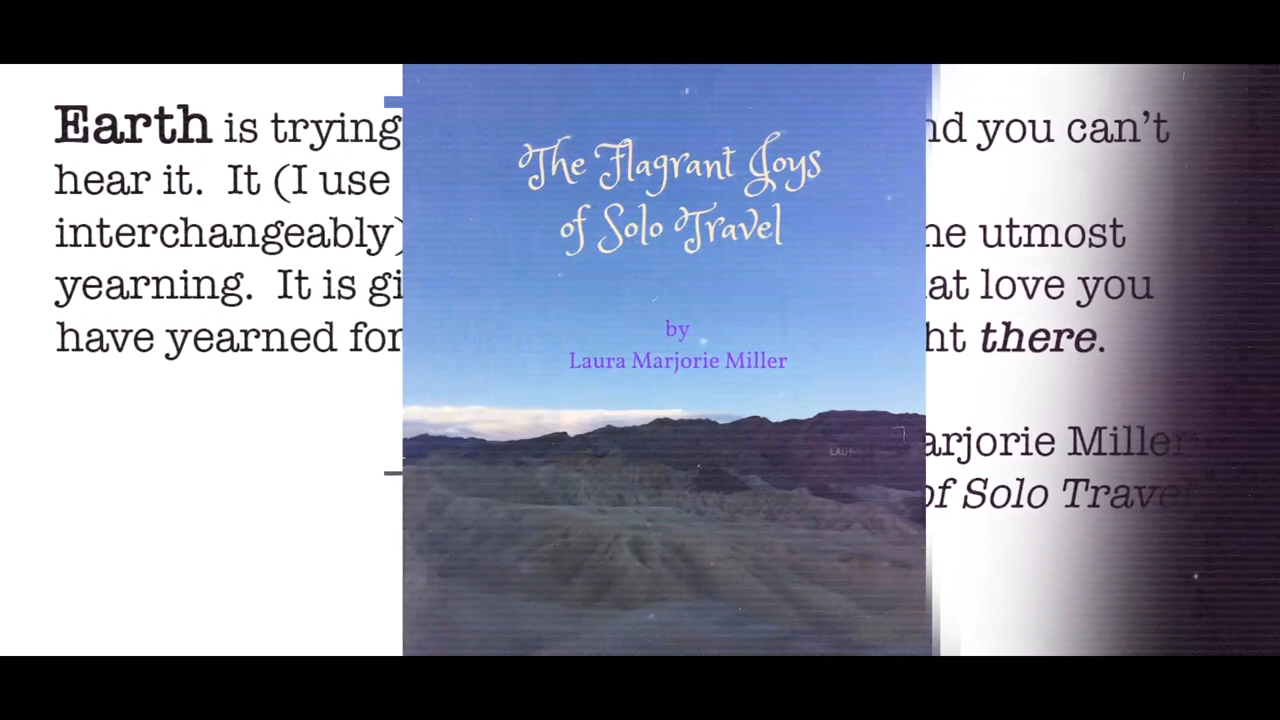 Earth is trying
hear it. It (I use
interchangeably)
yearning. It is gi
have yearned for
The Flagrant Joys
of Solo Travel
by
Laura Marjorie Miller
nd you can't
he utmost
at love you
ht there.
arjorie Miller
of Solo Travel